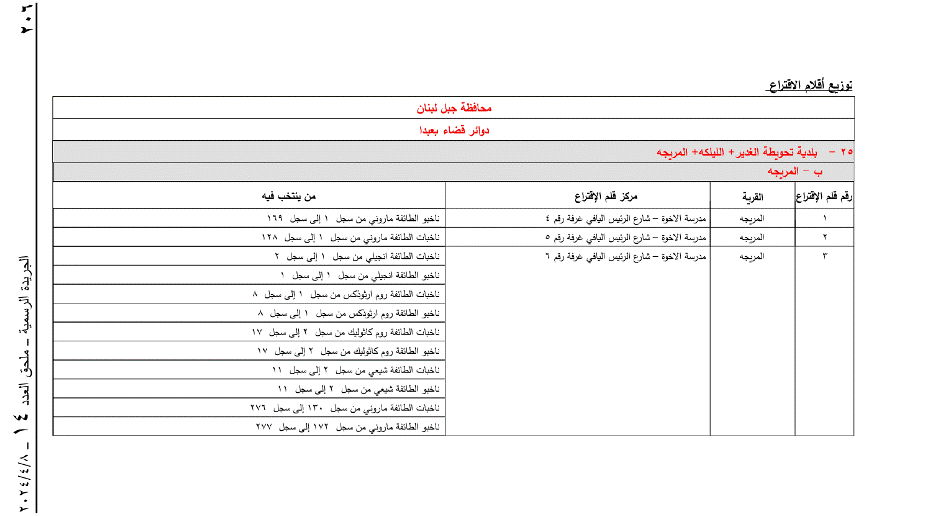 ٢٠٦
توزيع أقلام الاقتراع
محافظة جبل لبنان
دوائر قضاء بعبدا
٢٥ - بلدية تحويطة الغدير+ الليلكه+ المريجه
ب - المريجه
رقم قلم الإقتراع القرية مركز قلم الإقتراع من ينتخب فيه
١ المريجه مدرسة الاخوة - شارع الرئيس اليافي غرفة رقم ٤ ناخبو الطائفة ماروني من سجل ١ إلى سجل ١٦٩
٢ المريجه مدرسة الاخوة - شارع الرئيس اليافي غرفة رقم ٥ ناخبات الطائفة ماروني من سجل ١ إلى سجل ١٢٨
٣ المريجه مدرسة الاخوة - شارع الرئيس اليافي غرفة رقم ٦ ناخبات الطائفة انجيلي من سجل ١ إلى سجل ٢
ناخبو الطائفة انجيلي من سجل ١ إلى سجل ١
ناخبات الطائفة روم ارثوذكس من سجل ١ إلى سجل ٨
ناخبو الطائفة روم ارثوذكس من سجل ١ إلى سجل ٨
ناخبات الطائفة روم كاثوليك من سجل ٢ إلى سجل ١٧
ناخبو الطائفة روم كاثوليك من سجل ٢ إلى سجل ١٧
ناخبات الطائفة شيعي من سجل ٢ إلى سجل ١١
ناخبو الطائفة شيعي من سجل ٢ إلى سجل ١١
ناخبات الطائفة ماروني من سجل ١٣٠ إلى سجل ٢٧٦
ناخبو الطائفة ماروني من سجل ١٧٢ إلى سجل ٢٧٧
الجريدة الرسمية - ملحق العدد ١٤ - ٢٠٢٤/٤/٨